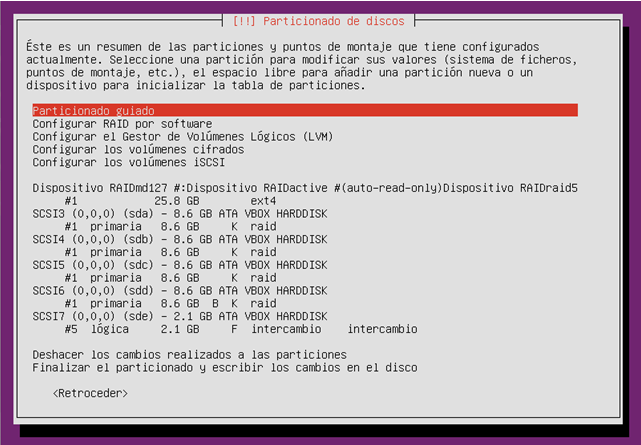 [!!] Particionado de discos
Éste es un resumen de las particiones y puntos de montaje que tiene configurados
actualmente. Seleccione una partición para modificar sus valores (sistema de ficheros,
puntos de montaje, etc.), el espacio libre para añadir una partición nueva o un
dispositivo para inicializar la tabla de particiones.
Particionado guiado
Configurar RAID por software
Configurar el Gestor de Volúmenes Lógicos (LVM)
Configurar los volúmenes cifrados
Configurar los volúmenes iSCSI
Dispositivo RAIDmd127 #:Dispositivo RAIDactive #(auto-read-only)Dispositivo RAIDraid5
#1 25.8 GB ext4
SCSI3 (0,0,0) (sda) - 8.6 GB ATA VBOX HARDDISK
#1 primaria 8.6 GB K raid
SCSI4 (0,0,0) (sdb) - 8.6 GB ATA VBOX HARDDISK
#1 primaria 8.6 GB K raid
SCSI5 (0,0,0) (sdc) - 8.6 GB ATA VBOX HARDDISK
#1 primaria 8.6 GB K raid
SCSI6 (0,0,0) (sdd) - 8.6 GB ATA VBOX HARDDISK
#1 primaria 8.6 GB B K raid
SCSI7 (0,0,0) (sde) - 2.1 GB ATA VBOX HARDDISK
#5 lógica 2.1 GB F intercambio intercambio
Deshacer los cambios realizados a las particiones
Finalizar el particionado y escribir los cambios en el disco
<Retroceder>